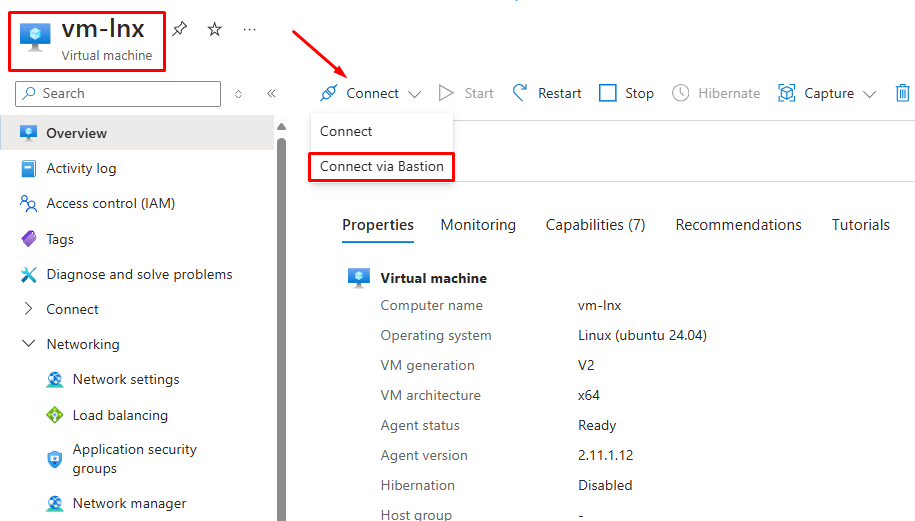 vm-lnx
Virtual machine
Search
Connect
Start
Restart
Stop
Hibernate
Capture
Connect
Connect via Bastion
Overview
Activity log
Access control (IAM)
Tags
Diagnose and solve problems
Connect
Networking
Network settings
Load balancing
Application security
groups
Network manager
Properties
Monitoring
Capabilities (7)
Recommendations
Tutorials
Virtual machine
Computer name
vm-lnx
Operating system
Linux (ubuntu 24.04)
VM generation
V2
VM architecture
x64
Agent status
Ready
Agent version
2.11.1.12
Hibernation
Disabled
Host group
-